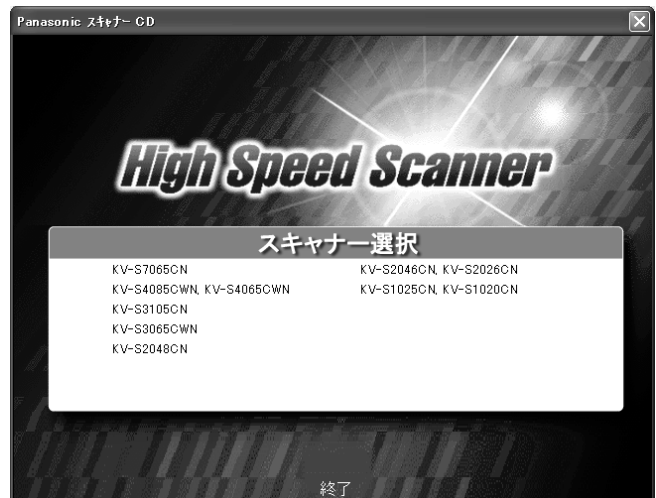 Panasonic スキャナー CD
High Speed Scanner
スキャナー選択
KV-S7065CN
KV-S4085CWN, KV-S4065CWN
KV-S3105CN
KV-S3065CWN
KV-S2048CN
KV-S2046CN, KV-S2026CN
KV-S1025CN, KV-S1020CN
終了